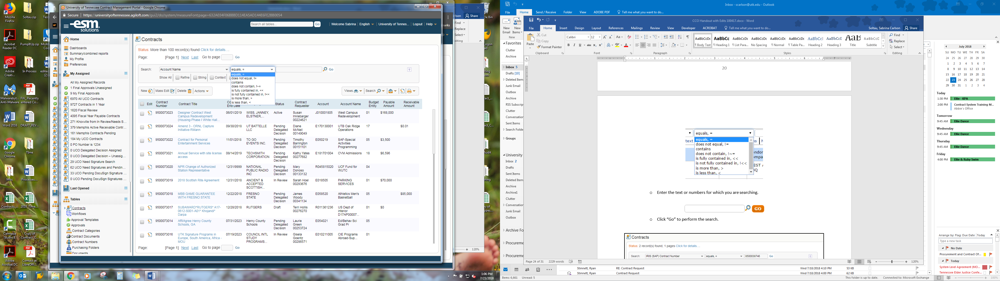 University of Tennessee Contract Management Portal - Google Chrome
Secure | https://universityoftennessee.agiloft.com/gui2/do/system/measureFont;page=632A034F06BBBD114EA5AD144E6FE2BB0054
esm solutions
Search all tables... Go Welcome Sabrina English University of Tennes... Logout Help
Home
Dashboards
Summary/combined reports
My Profile
Preferences
My Assigned
All My Assigned Records
1 Final Approvals Unassigned
9 My Final Approvals
6970 All UCO Contracts
9727 Contracts in 1 Year
1620 Fiscal Review
4095 Fiscal Year Payable Contracts
271 Knoxville from In Review/Needs S...
379 Memphis Active Receivable Contr...
161 Memphis Contracts Pending
184 My UCO Contracts
0 PO Number is 1234
0 UCO Delegated Decision Assigned
0 UCO Delegated Decision – Unassig...
29 UCO Need Signature Search
62 UCO Need Signatures and Pendin...
33 UCO Pending DocuSign Signature ...
0 UCO Pending DocuSign Signatures ...
Last Opened
Tables
Contracts
Workflows
Approval Templates
Approvals
Contract Categories
Contract Documents
Contract Numbers
Purchasing Folders
Documents
Contracts
Status: More than 100 record(s) found Click for details....
Page: [Page 1] Next Last Go to page Go
Search: Account Name equals, = Go
Show All Refine String Context
equals, =
does not equal, !=
contains
does not contain, !~=
is fully contained in, <<
is not fully contained in, !<<
is more than, >
is less than, <
New Mass Edit Delete Actions Views Search
Edit Contract Number Contract Title End Date Status Contract Requester Account Account Name Budget Entity Payable Amount Receivable Amount
9500073023 Designer Contract West Campus Redevelopment (Housing-Phase I White Hall... 06/01/2019 WISS, JANNEY, ELSTNER,... Active Susan Inklebarger 00224621 J010001805 West Campus Redevelopment 01 $168,000
9500073024 Amend 3 - ORNL Capture Initiative-RMann 09/30/2018 UT BATTELLE LLC Pending Delegated Decision Diane McNeil 00149049 E170130001 UTB Oak Ridge Operations 17 $0.01
9500073022 Contract for Personal Entertainment Services 11/01/2018 TO GO EVENTS INC. Pending Delegated Decision Timothy Barrington 00151101 E050219 SAF-Special Activities Programming 05 $3,500
9500073021 Annual Service with site license access 08/14/2019 TECHSMITH CORPORATION Pending Delegated Decision Kathy Yates 00277682 E181701004 CVM Admissions 18 $6,596
9500073020 NPR Change of Authorized Station Representative 12/31/9999 NATIONAL PUBLIC RADIO INC Pending Delegated Decision Mary Donoso 00133132 R045815020 UCF Fund for WUTC 04
9500073019 2018 Scottish Rite Agreement 12/31/2018 ANCIENT & ACCEPTED SCOTTISH... In Review Sarah Hoel 00293676 E018505 PARKING SERVICES 01 $70,000
9500073018 MBB GAME GUARANTEE WITH FRESNO STATE 12/22/2018 FRESNO STATE Pending Delegated Decision James Woody 00341134 E058520 Athletics Men's Basketball 05 $85,000
9500073017 SUBAWARD*RUTGERS* A17-0612-S001-A01* Khojandi* Darpa 12/28/2018 RUTGERS Draft Terri Hollis 00276270 R011361236 US Dept of interior D17AP00007... 01 $0
9500073014 AffilAgree Henry County Schools, GA 07/31/2023 Henry County Schools Pending Delegated Decision Laurie Green 00253724 E054021 Ed/Behav Sci Grad Pr 05
9500073016 UTK Signature Programs in Europe, South America, Africa - MOU 07/19/2023 COUNCIL INTL STUDY PROGRAMS... In Review Gisela Goeritz 00286571 E010211005 CIE Programs Abroad-Sup... 01
Page: [Page 1] Next Last Go to page Go
Mozilla Firefox
Soltau.zip
Acrobat Reader DC
PumpItUp.zip
Adobe Creati...
In Process
Malwarebyt... Anti-Malware
FW_ Recently entered Co...
Word 2016
DRAFT_REV...
Google Chrome
TIme
Misc
Processes....
Contracts_...
2018_Time...
Camtasia Studio 8
Copy of Contract_C...
Adobe Acrobat DC
Contact at LibreOffi...
Share
Find
Replace
Select
120%
1:06 PM
7/23/2018
Inbox - scarlson@utk.edu - Outlook
File Home Send / Receive Folder View ADOBE PDF Tell me what you want to do...
New Email New Items
New
Favorites
Clutter
Archive
Inbox 5
Drafts [10]
Deleted Item
Junk Email
Outbox
Archive
RSS Subscrip
Clutter
Conversation
Sent Items
Search Folde
Groups
University
Inbox 2
Drafts
Sent Items
Deleted Item
Archive
Archive1
Clutter
Conversation
Junk Email
Outbox
Archive Fo
Procureme
Procureme
CCO Handout with Edits 100417.docx - Word
File Home Insert Design Layout References Mailings Review View Developer ACROBAT Tell me what you want to do... Soltau, Sabrina Carlson Share
Paste Cut Copy Format Painter
Calibri 12
Clipboard Font Paragraph Styles Editing
¶ Body Text ¶ Heading 1 ¶ List Para... No Spacing ¶ Normal ¶ Table Pa... Heading 2 Heading 3 Title Subtitle
Find
Replace
Select
20
equals, =
equals, =
does not equal, !=
contains
does not contain, !~=
is fully contained in, <<
is not fully contained in, !<<
is more than, >
is less than, <
o Enter the text or numbers for which you are searching.
GO
o Click “Go” to perform the search.
Contracts
Status: 2 record(s) found, 1 pages Click for details....
Search: IRIS (SAP) Contract Number equals, = 8500038746 Go
Page 24 of 31 2229 words 120%
Stinnett, Ryan RE: Contract Request Wed 7/18/2018 4:10 PM 53 KB
Stinnett, Ryan Contract Request Wed 7/18/2018 4:00 PM 62 KB
Items: 6,661 Unread: 5 This folder is up to date. Connected to: Microsoft Exchange 100%
July 2018
SU MO TU WE TH FR SA
24 25 26 27 28 29 30
1 2 3 4 5 6 7
8 9 10 11 12 13 14
15 16 17 18 19 20 21
22 23 24 25 26 27 28
29 30 31 1 2 3 4
Today
1:30 PM Ellie - KPA
2:00 PM Contract System Training M...
Abbie's Office
Tomorrow
9:45 AM Ellie Dance
Wednesday
9:45 AM Ellie Dance
Thursday
9:45 AM Ellie Dance
Friday
4:00 PM Ellie & Ruby Swim
Arrange by: Flag: Due Date Today
Type a new task
No Date
Procurement and Contract Of...
Today
System Level Agreement (MO...
Tennessee Elder Justice Confe...